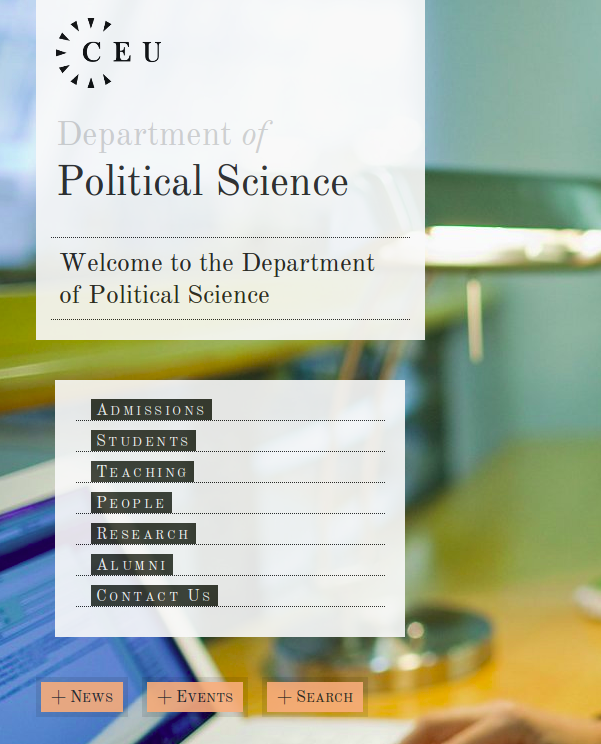 CEU
Department of
Political Science
Welcome to the Department
of Political Science
Admissions
Students
Teaching
People
Research
Alumni
Contact Us
+ News + Events + Search